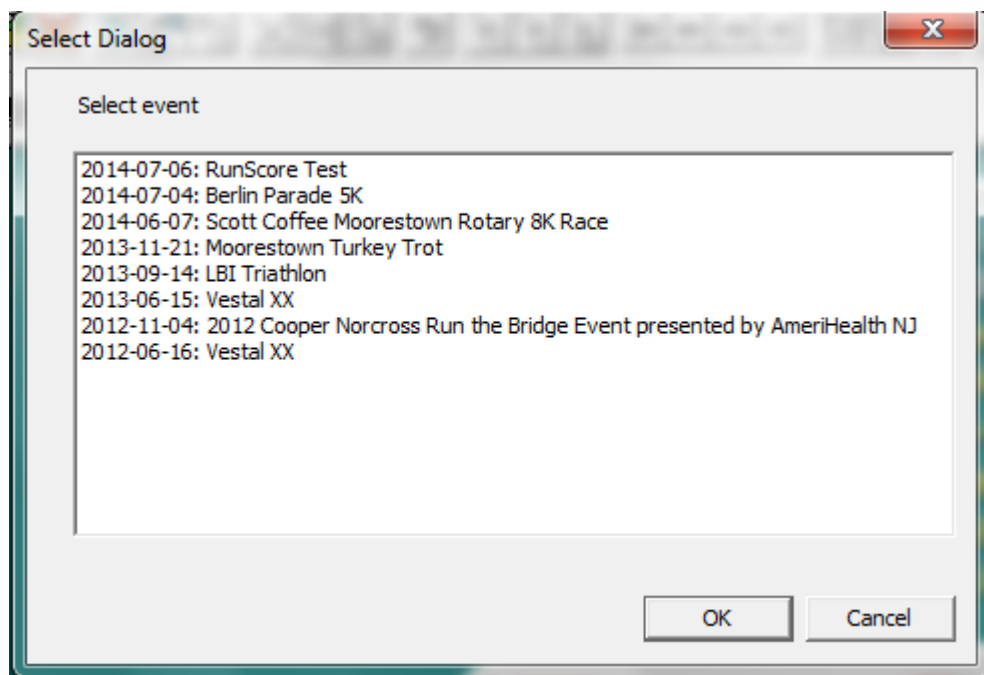 Select Dialog
Select event
2014-07-06: RunScore Test
2014-07-04: Berlin Parade 5K
2014-06-07: Scott Coffee Moorestown Rotary 8K Race
2013-11-21: Moorestown Turkey Trot
2013-09-14: LBI Triathlon
2013-06-15: Vestal XX
2012-11-04: 2012 Cooper Norcross Run the Bridge Event presented by AmeriHealth NJ
2012-06-16: Vestal XX
OK
Cancel